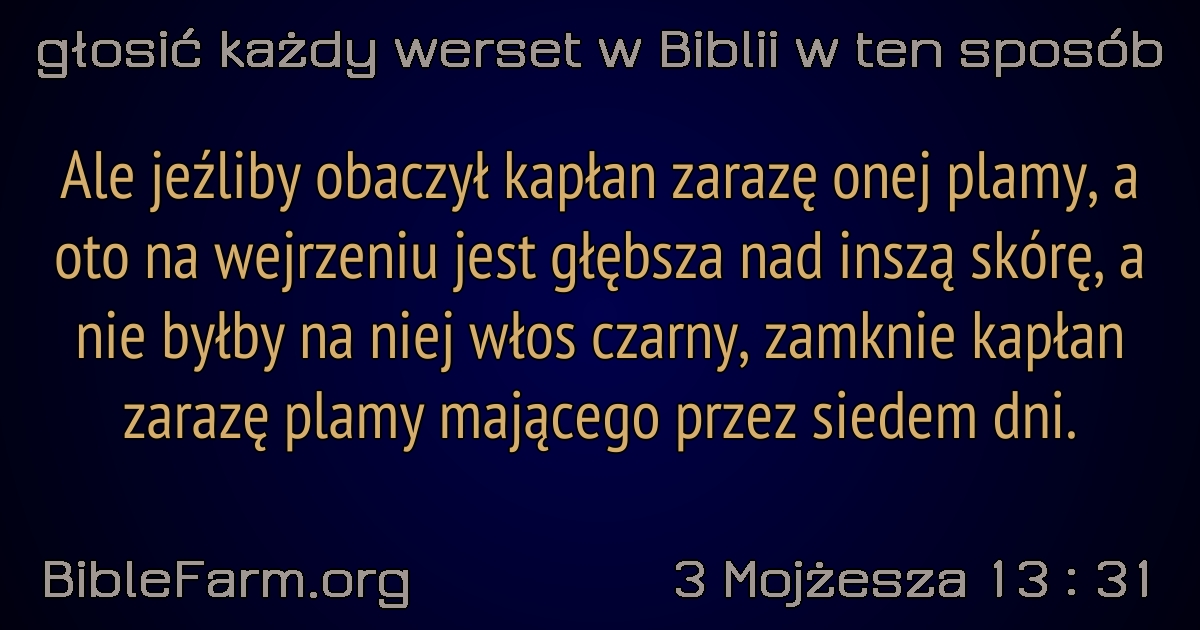 głosić każdy werset w Biblii w ten sposób
Ale jeźliby obaczył kapłan zarazę onej plamy, a
oto na wejrzeniu jest głębsza nad inszą skórę, a
nie byłby na niej włos czarny, zamknie kapłan
zarazę plamy mającego przez siedem dni.
BibleFarm.org
3 Mojżesza 13 : 31